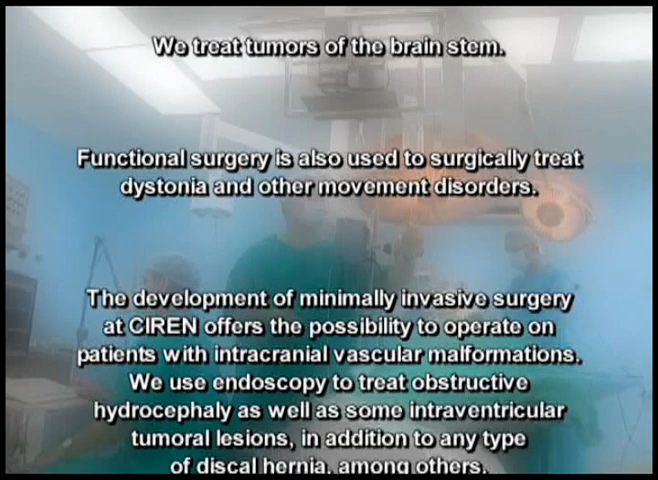 We treat tumors of the brain stem.
Functional surgery is also used to surgically treat
dystonia and other movement disorders.
The development of minimally invasive surgery
at CIREN offers the possibility to operate on
patients with intracranial vascular malformations.
We use endoscopy to treat obstructive
hydrocephaly as well as some intraventricular
tumoral lesions, in addition to any type
of discal hernia, among others.